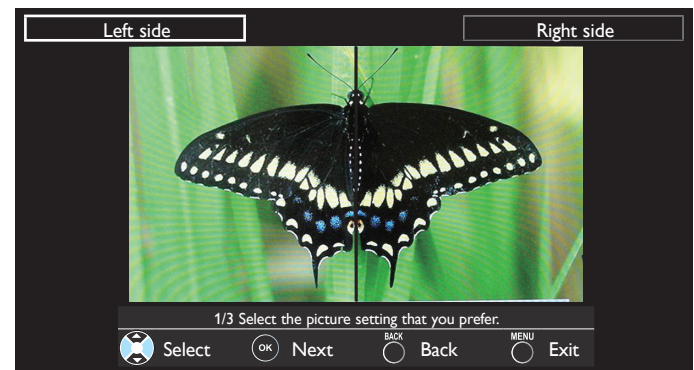 Left side
Right side
1/3 Select the picture setting that you prefer.
Select OK Next BACK Back MENU Exit